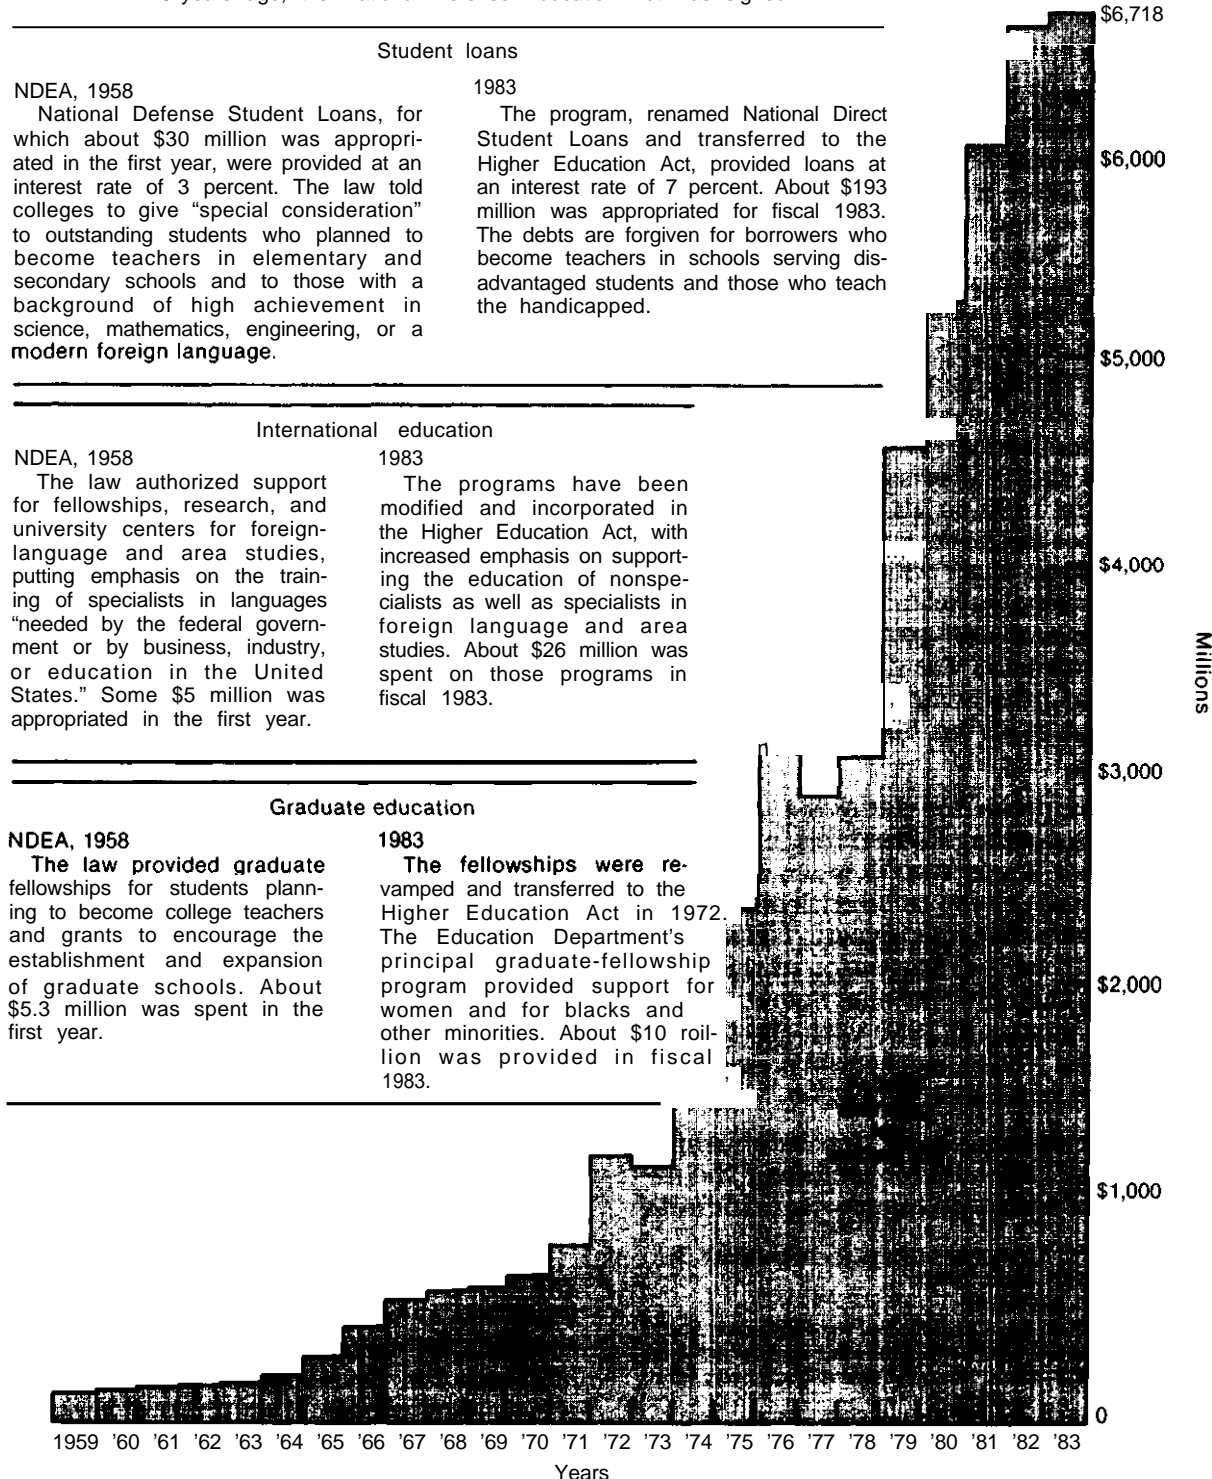 Student loans
NDEA, 1958
National Defense Student Loans, for
which about $30 million was appropri-
ated in the first year, were provided at an
interest rate of 3 percent. The law told
colleges to give “special consideration”
to outstanding students who planned to
become teachers in elementary and
secondary schools and to those with a
background of high achievement in
science, mathematics, engineering, or a
modern foreign language.
1983
The program, renamed National Direct
Student Loans and transferred to the
Higher Education Act, provided loans at
an interest rate of 7 percent. About $193
million was appropriated for fiscal 1983.
The debts are forgiven for borrowers who
become teachers in schools serving dis-
advantaged students and those who teach
the handicapped.
International education
NDEA, 1958
The law authorized support
for fellowships, research, and
university centers for foreign-
language and area studies,
putting emphasis on the train-
ing of specialists in languages
“needed by the federal govern-
ment or by business, industry,
or education in the United
States.” Some $5 million was
appropriated in the first year.
1983
The programs have been
modified and incorporated in
the Higher Education Act, with
increased emphasis on support-
ing the education of nonspe-
cialists as well as specialists in
foreign language and area
studies. About $26 million was
spent on those programs in
fiscal 1983.
Graduate education
NDEA, 1958
The law provided graduate
fellowships for students plann-
ing to become college teachers
and grants to encourage the
establishment and expansion
of graduate schools. About
$5.3 million was spent in the
first year.
1983
The fellowships were re-
vamped and transferred to the
Higher Education Act in 1972.
The Education Department’s
principal graduate-fellowship
program provided support for
women and for blacks and
other minorities. About $10 roil-
lion was provided in fiscal
1983.
$6,718
$6,000
$5,000
$4,000
$3,000
$2,000
$1,000
0
Millions
1959 ’60 ’61 ’62 ’63 ’64 ’65 ’66 ’67 ’68 ’69 ’70 ’71 ’72 ’73 ’74 ’75 ’76 ’77 ’78 ’79 ’80 ’81 ’82 ’83
Years